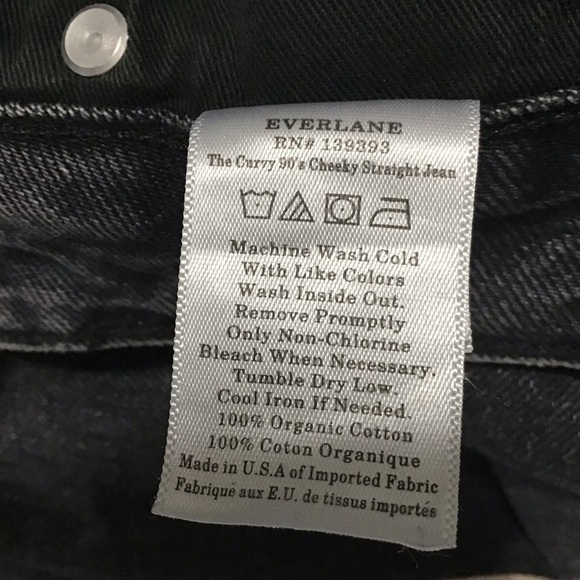 EVERLANE
RN# 139393
The Curvy 90's Cheeky Straight Jean
Machine Wash Cold
With Like Colors
Wash Inside Out.
Remove Promptly
Only Non-Chlorine
Bleach When Necessary.
Tumble Dry Low.
Cool Iron If Needed.
100% Organic Cotton
100% Coton Organique
Made in U.S.A of Imported Fabric
Fabriqué aux E.U. de tissus importés